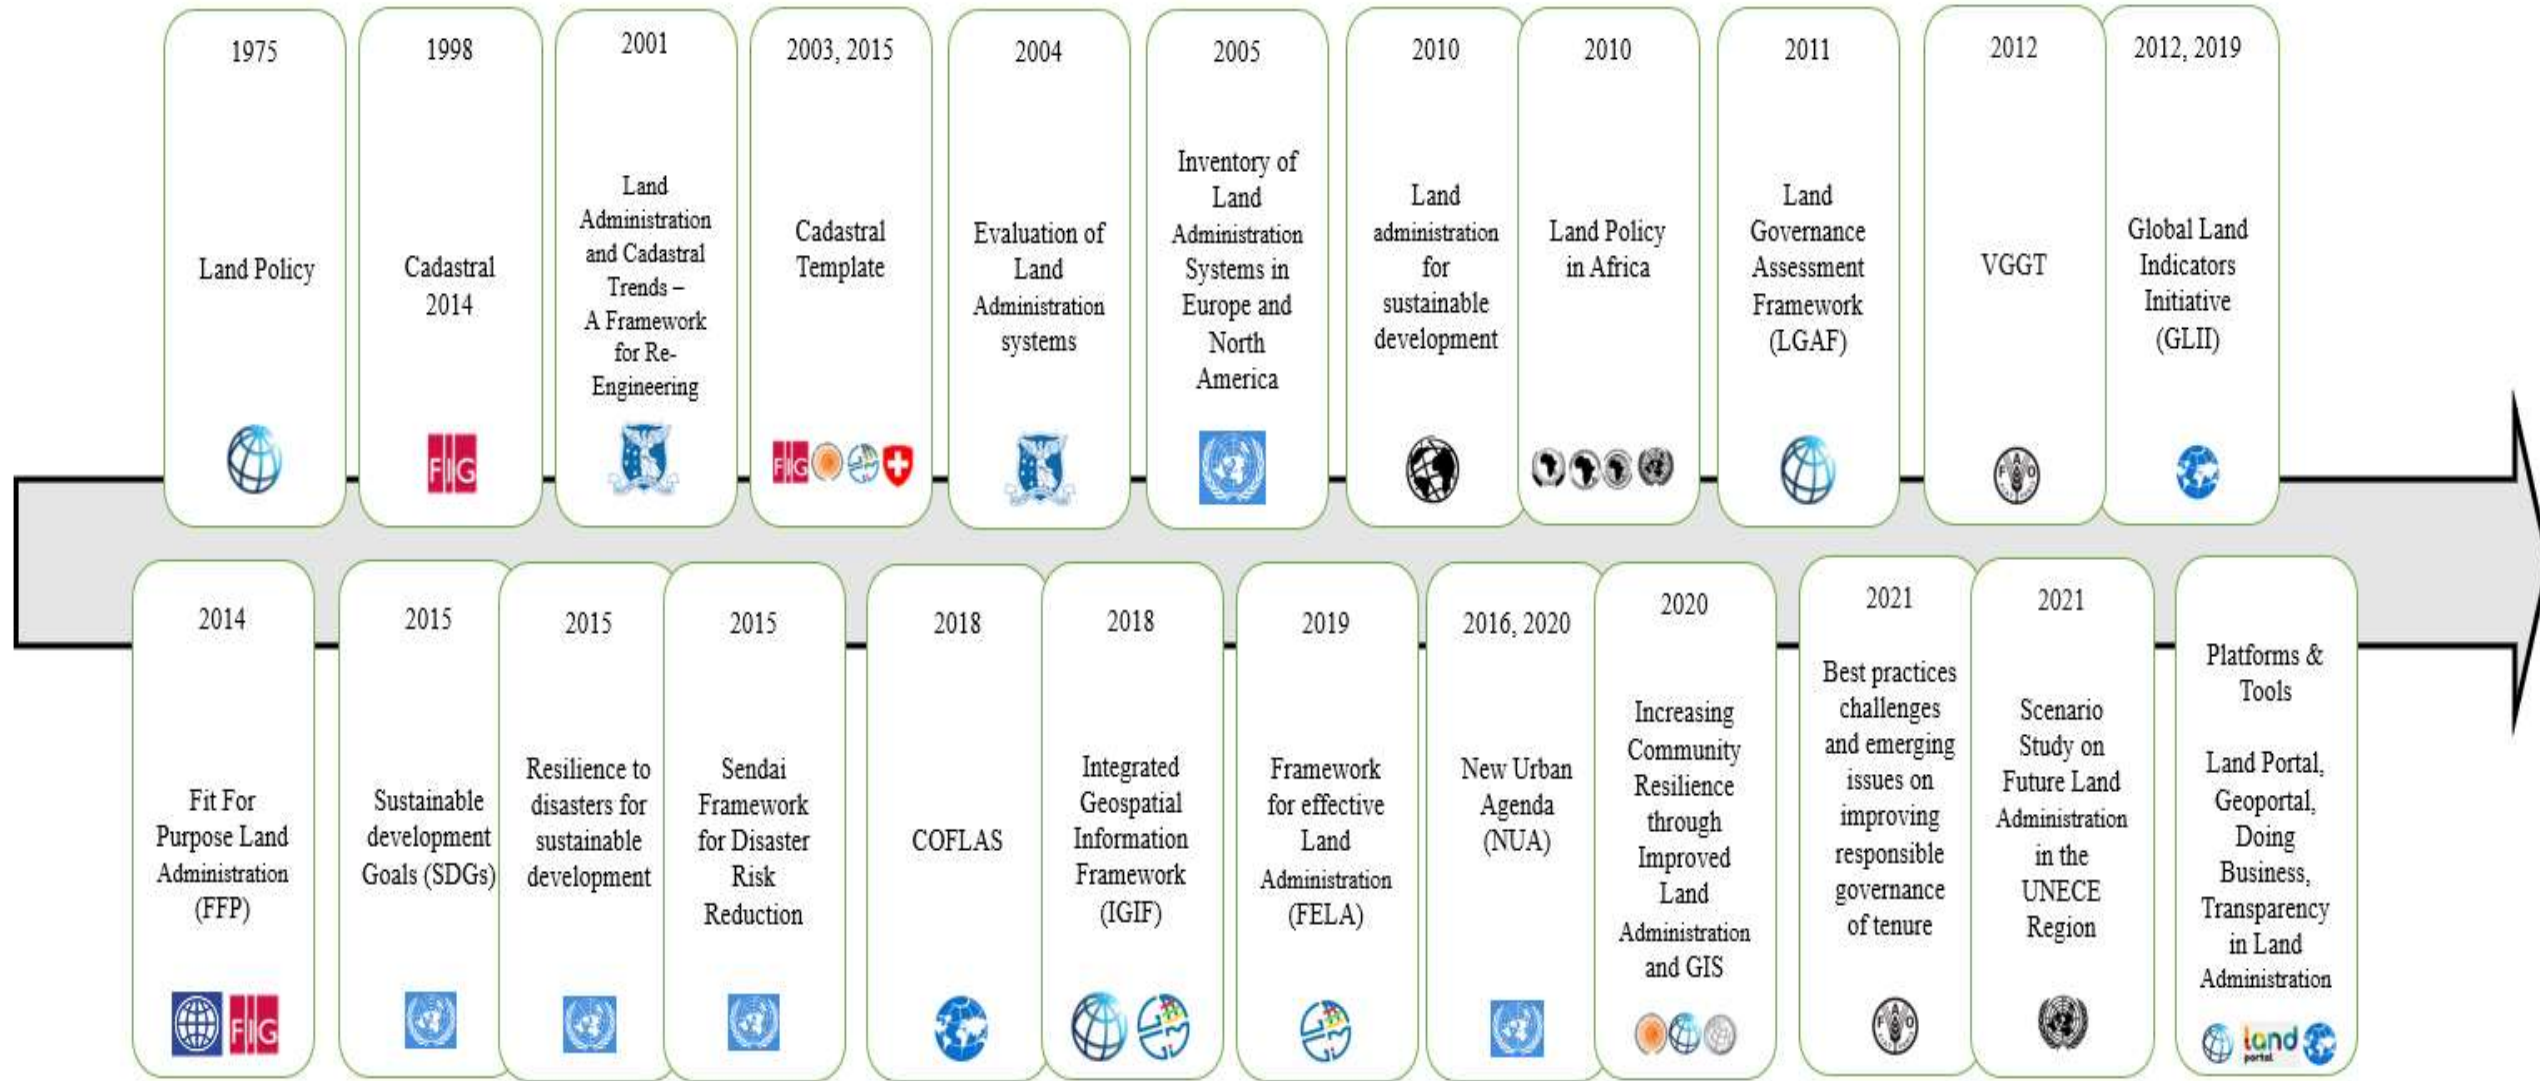 1975
Land Policy
1998
Cadastral
2014
FIG
2001
Land
Administration
and Cadastral
Trends –
A Framework
for Re-
Engineering
2003, 2015
Cadastral
Template
FIG
2004
Evaluation of
Land
Administration
systems
2005
Inventory of
Land
Administration
Systems in
Europe and
North
America
2010
Land
administration
for
sustainable
development
2010
Land Policy
in Africa
2011
Land
Governance
Assessment
Framework
(LGAF)
2012
VGGT
FAO
2012, 2019
Global Land
Indicators
Initiative
(GLII)
2014
Fit For
Purpose Land
Administration
(FFP)
FIG
2015
Sustainable
development
Goals (SDGs)
2015
Resilience to
disasters for
sustainable
development
2015
Sendai
Framework
for Disaster
Risk
Reduction
2018
COFLAS
2018
Integrated
Geospatial
Information
Framework
(IGIF)
2019
Framework
for effective
Land
Administration
(FELA)
2016, 2020
New Urban
Agenda
(NUA)
2020
Increasing
Community
Resilience
through
Improved
Land
Administration
and GIS
2021
Best practices
challenges
and emerging
issues on
improving
responsible
governance
of tenure
FAO
2021
Scenario
Study on
Future Land
Administration
in the
UNECE
Region
Platforms &
Tools
Land Portal,
Geoportal,
Doing
Business,
Transparency
in Land
Administration
land
portal